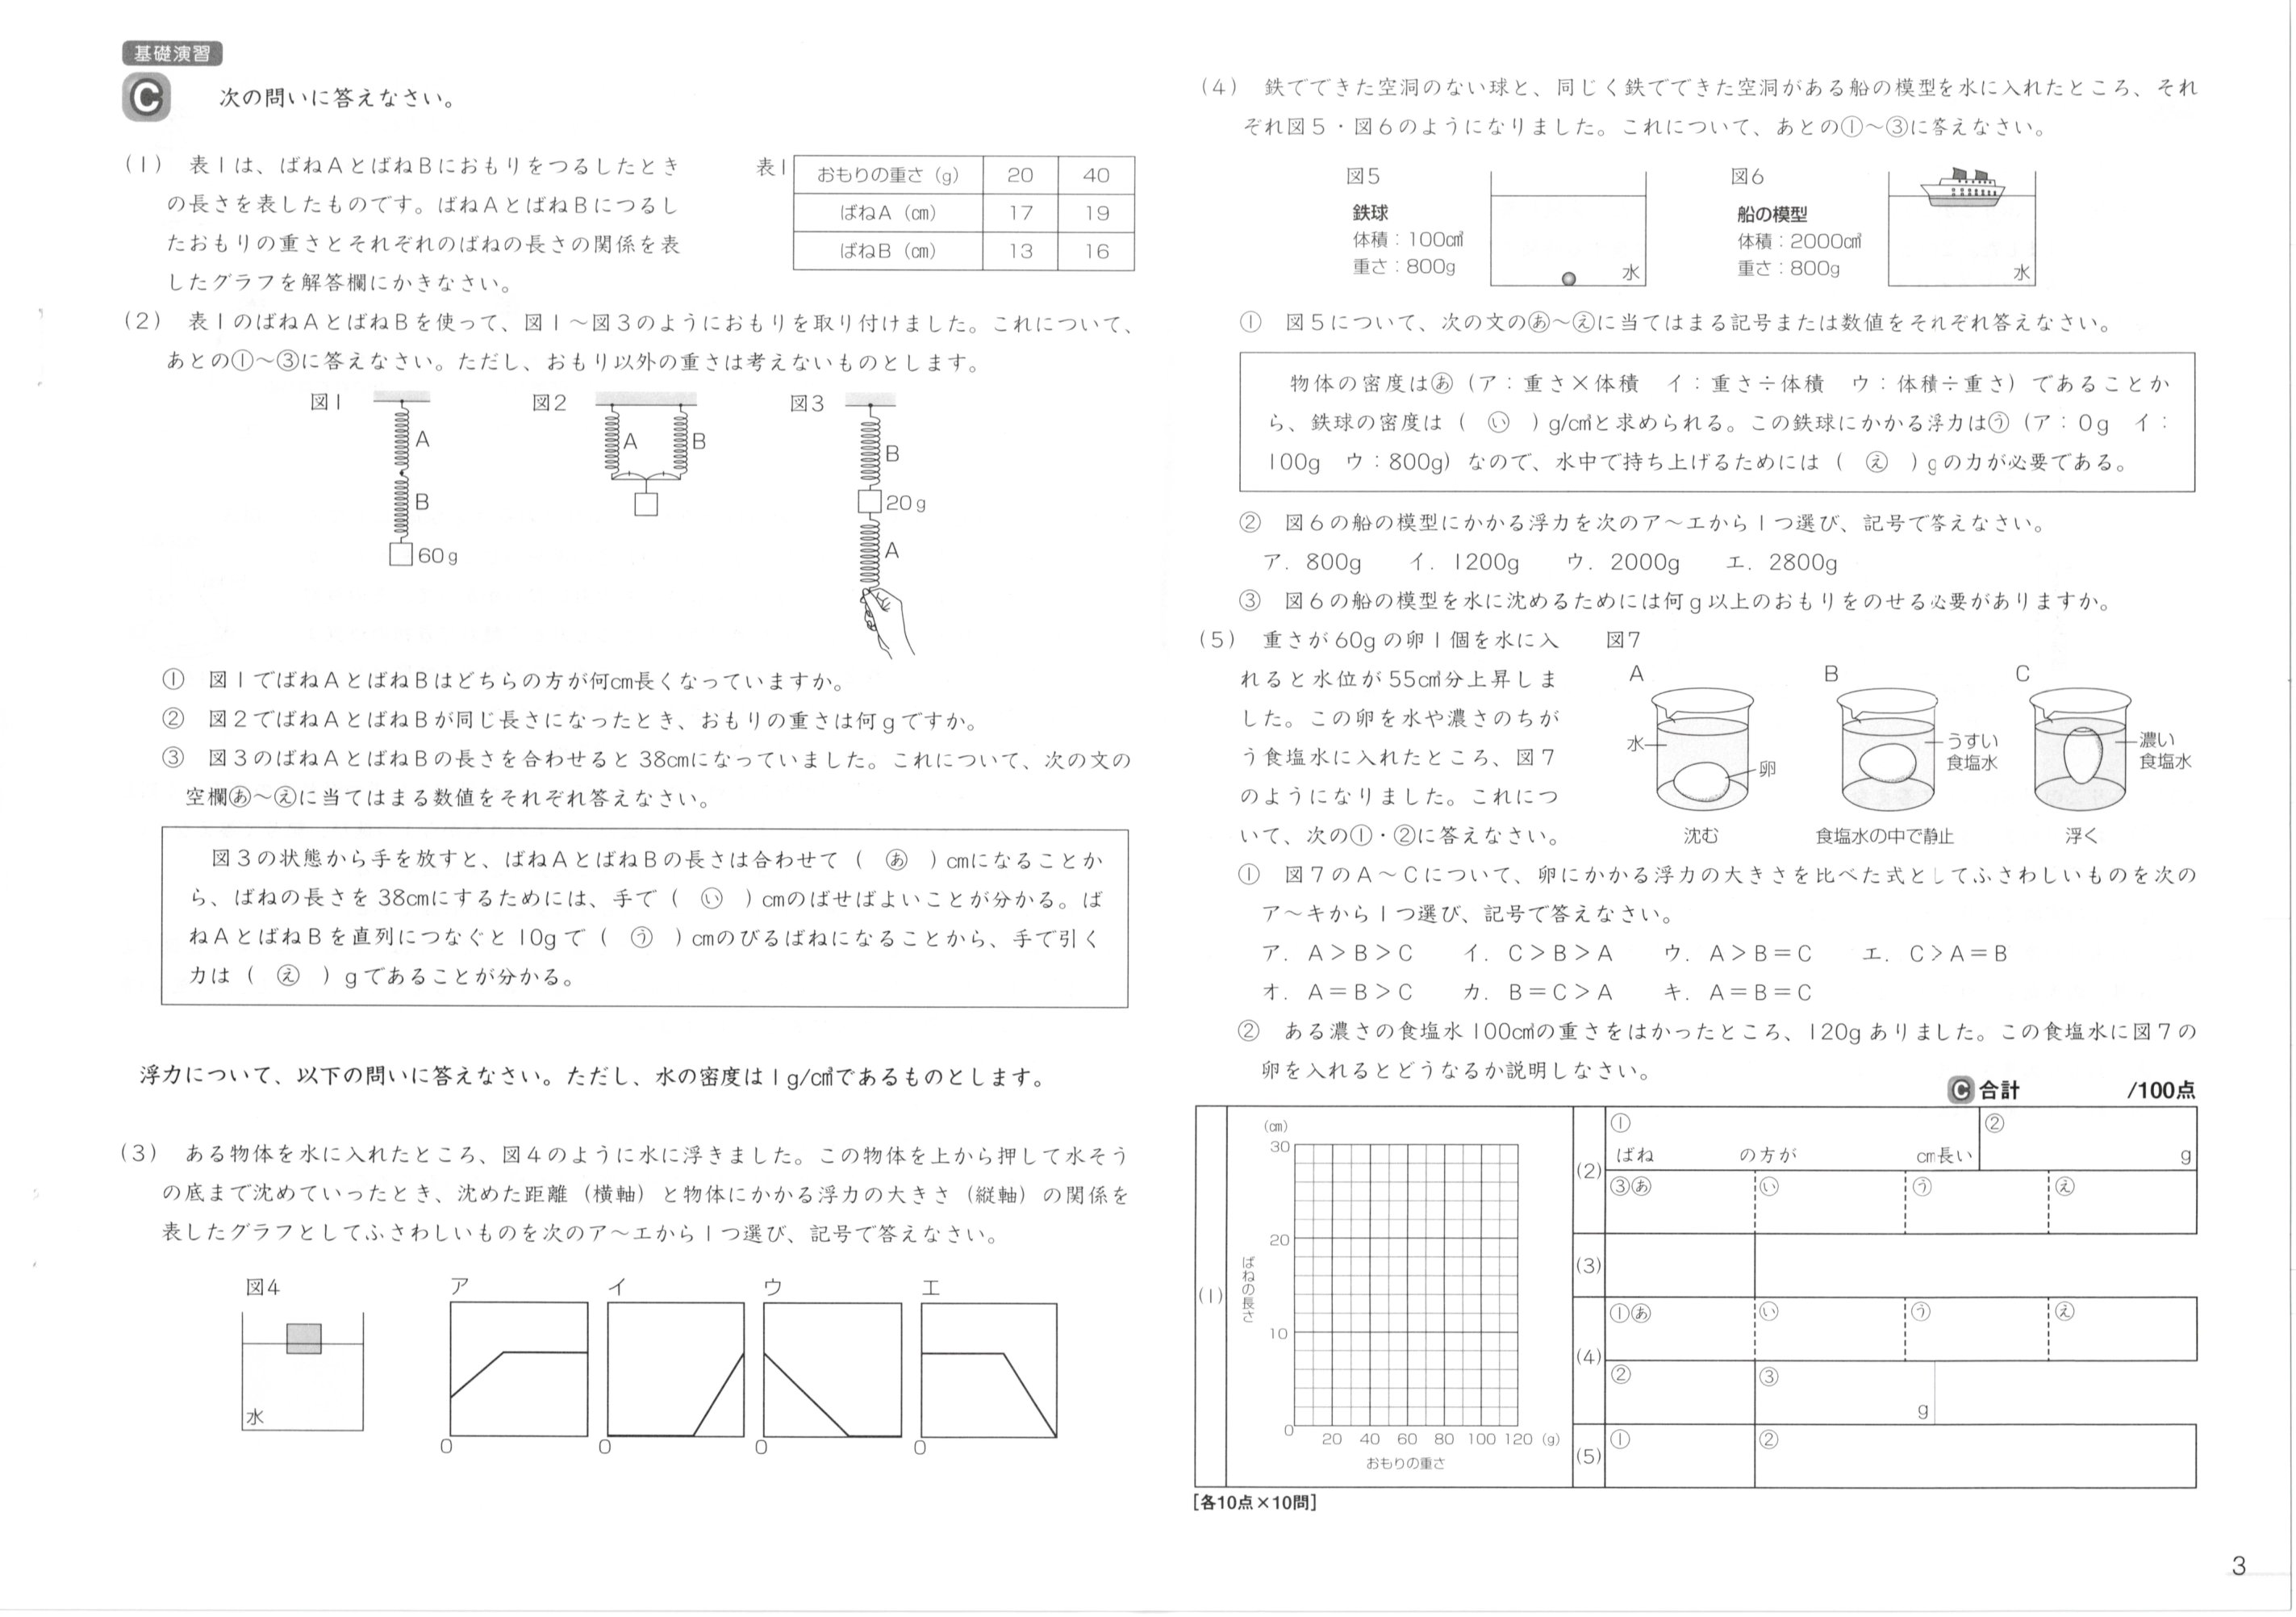 基礎演習
C 次の問いに答えなさい。
(1) 表1は、ばねAとばねBにおもりをつるしたとき
の長さを表したものです。ばねAとばねBにつるし
たおもりの重さとそれぞれのばねの長さの関係を表
したグラフを解答欄にかきなさい。
表1
おもりの重さ(g) 20 40
ばねA(cm) 17 19
ばねB(cm) 13 16
(2) 表1のばねAとばねBを使って、図1～図3のようにおもりを取り付けました。これについて、
あとの①～③に答えなさい。ただし、おもり以外の重さは考えないものとします。
図1 A B 60g
図2 A B
図3 B 20g A
① 図1でばねAとばねBはどちらの方が何cm長くなっていますか。
② 図2でばねAとばねBが同じ長さになったとき、おもりの重さは何gですか。
③ 図3のばねAとばねBの長さを合わせると38cmになっていました。これについて、次の文の
空欄あ～えに当てはまる数値をそれぞれ答えなさい。
図3の状態から手を放すと、ばねAとばねBの長さは合わせて( あ )cmになることか
ら、ばねの長さを38cmにするためには、手で( い )cmのばせばよいことが分かる。ば
ねAとばねBを直列につなぐと10gで( う )cmのびるばねになることから、手で引く
力は( え )gであることが分かる。
浮力について、以下の問いに答えなさい。ただし、水の密度は1g/c㎥であるものとします。
(3) ある物体を水に入れたところ、図4のように水に浮きました。この物体を上から押して水そう
の底まで沈めていったとき、沈めた距離(横軸)と物体にかかる浮力の大きさ(縦軸)の関係を
表したグラフとしてふさわしいものを次のア～エから1つ選び、記号で答えなさい。
図4 水
ア イ ウ エ
0 0 0 0
(4) 鉄でできた空洞のない球と、同じく鉄でできた空洞がある船の模型を水に入れたところ、それ
ぞれ図5・図6のようになりました。これについて、あとの①～③に答えなさい。
図5
鉄球
体積：100c㎥
重さ：800g
水
図6
船の模型
体積：2000c㎥
重さ：800g
水
① 図5について、次の文のあ～えに当てはまる記号または数値をそれぞれ答えなさい。
物体の密度はあ(ア：重さ×体積 イ：重さ÷体積 ウ：体積÷重さ)であることか
ら、鉄球の密度は( い )g/c㎥と求められる。この鉄球にかかる浮力はう(ア：0g イ：
100g ウ：800g)なので、水中で持ち上げるためには( え )gの力が必要である。
② 図6の船の模型にかかる浮力を次のア～エから1つ選び、記号で答えなさい。
ア．800g イ．1200g ウ．2000g エ．2800g
③ 図6の船の模型を水に沈めるためには何g以上のおもりをのせる必要がありますか。
(5) 重さが60gの卵1個を水に入
れると水位が55c㎥分上昇しま
した。この卵を水や濃さのちが
う食塩水に入れたところ、図7
のようになりました。これにつ
いて、次の①・②に答えなさい。
図7
A B C
水 卵 うすい食塩水 濃い食塩水
沈む 食塩水の中で静止 浮く
① 図7のA～Cについて、卵にかかる浮力の大きさを比べた式としてふさわしいものを次の
ア～キから1つ選び、記号で答えなさい。
ア．A＞B＞C イ．C＞B＞A ウ．A＞B＝C エ．C＞A＝B
オ．A＝B＞C カ．B＝C＞A キ．A＝B＝C
② ある濃さの食塩水100c㎥の重さをはかったところ、120gありました。この食塩水に図7の
卵を入れるとどうなるか説明しなさい。
C 合計 /100点
(1)
(cm)
30
20
10
0
ばねの長さ
20 40 60 80 100 120 (g)
おもりの重さ
(2) ① ばね の方が cm長い ② g
③あ い う え
(3)
(4) ①あ い う え
② ③ g
(5) ① ②
[各10点×10問]
3